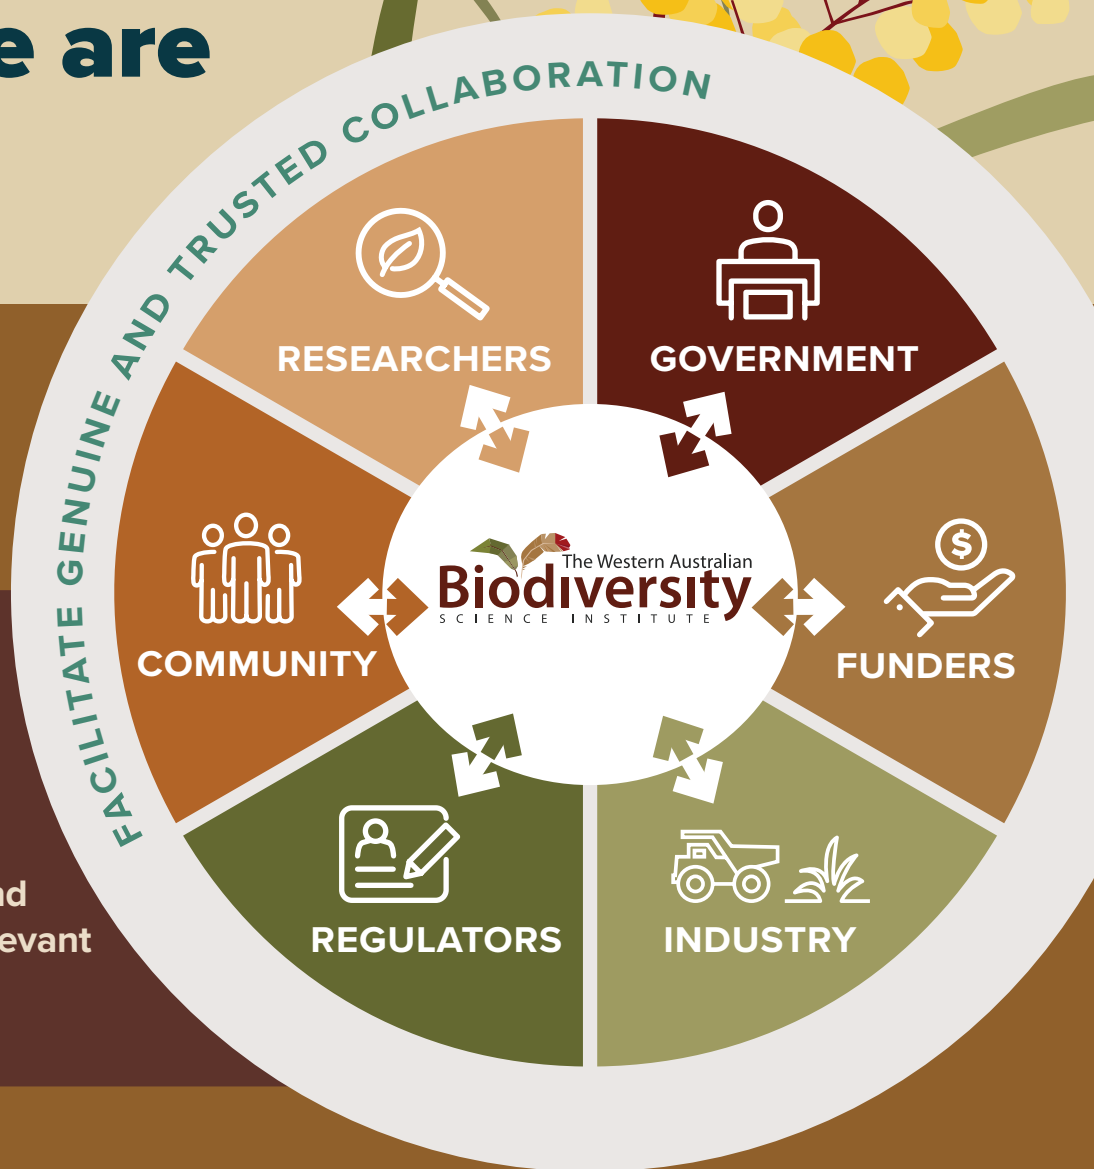 e are
FACILITATE GENUINE AND TRUSTED COLLABORATION
RESEARCHERS
GOVERNMENT
The Western Australian
Biodiversity
SCIENCE INSTITUTE
COMMUNITY
$
FUNDERS
REGULATORS
INDUSTRY
nd
evant